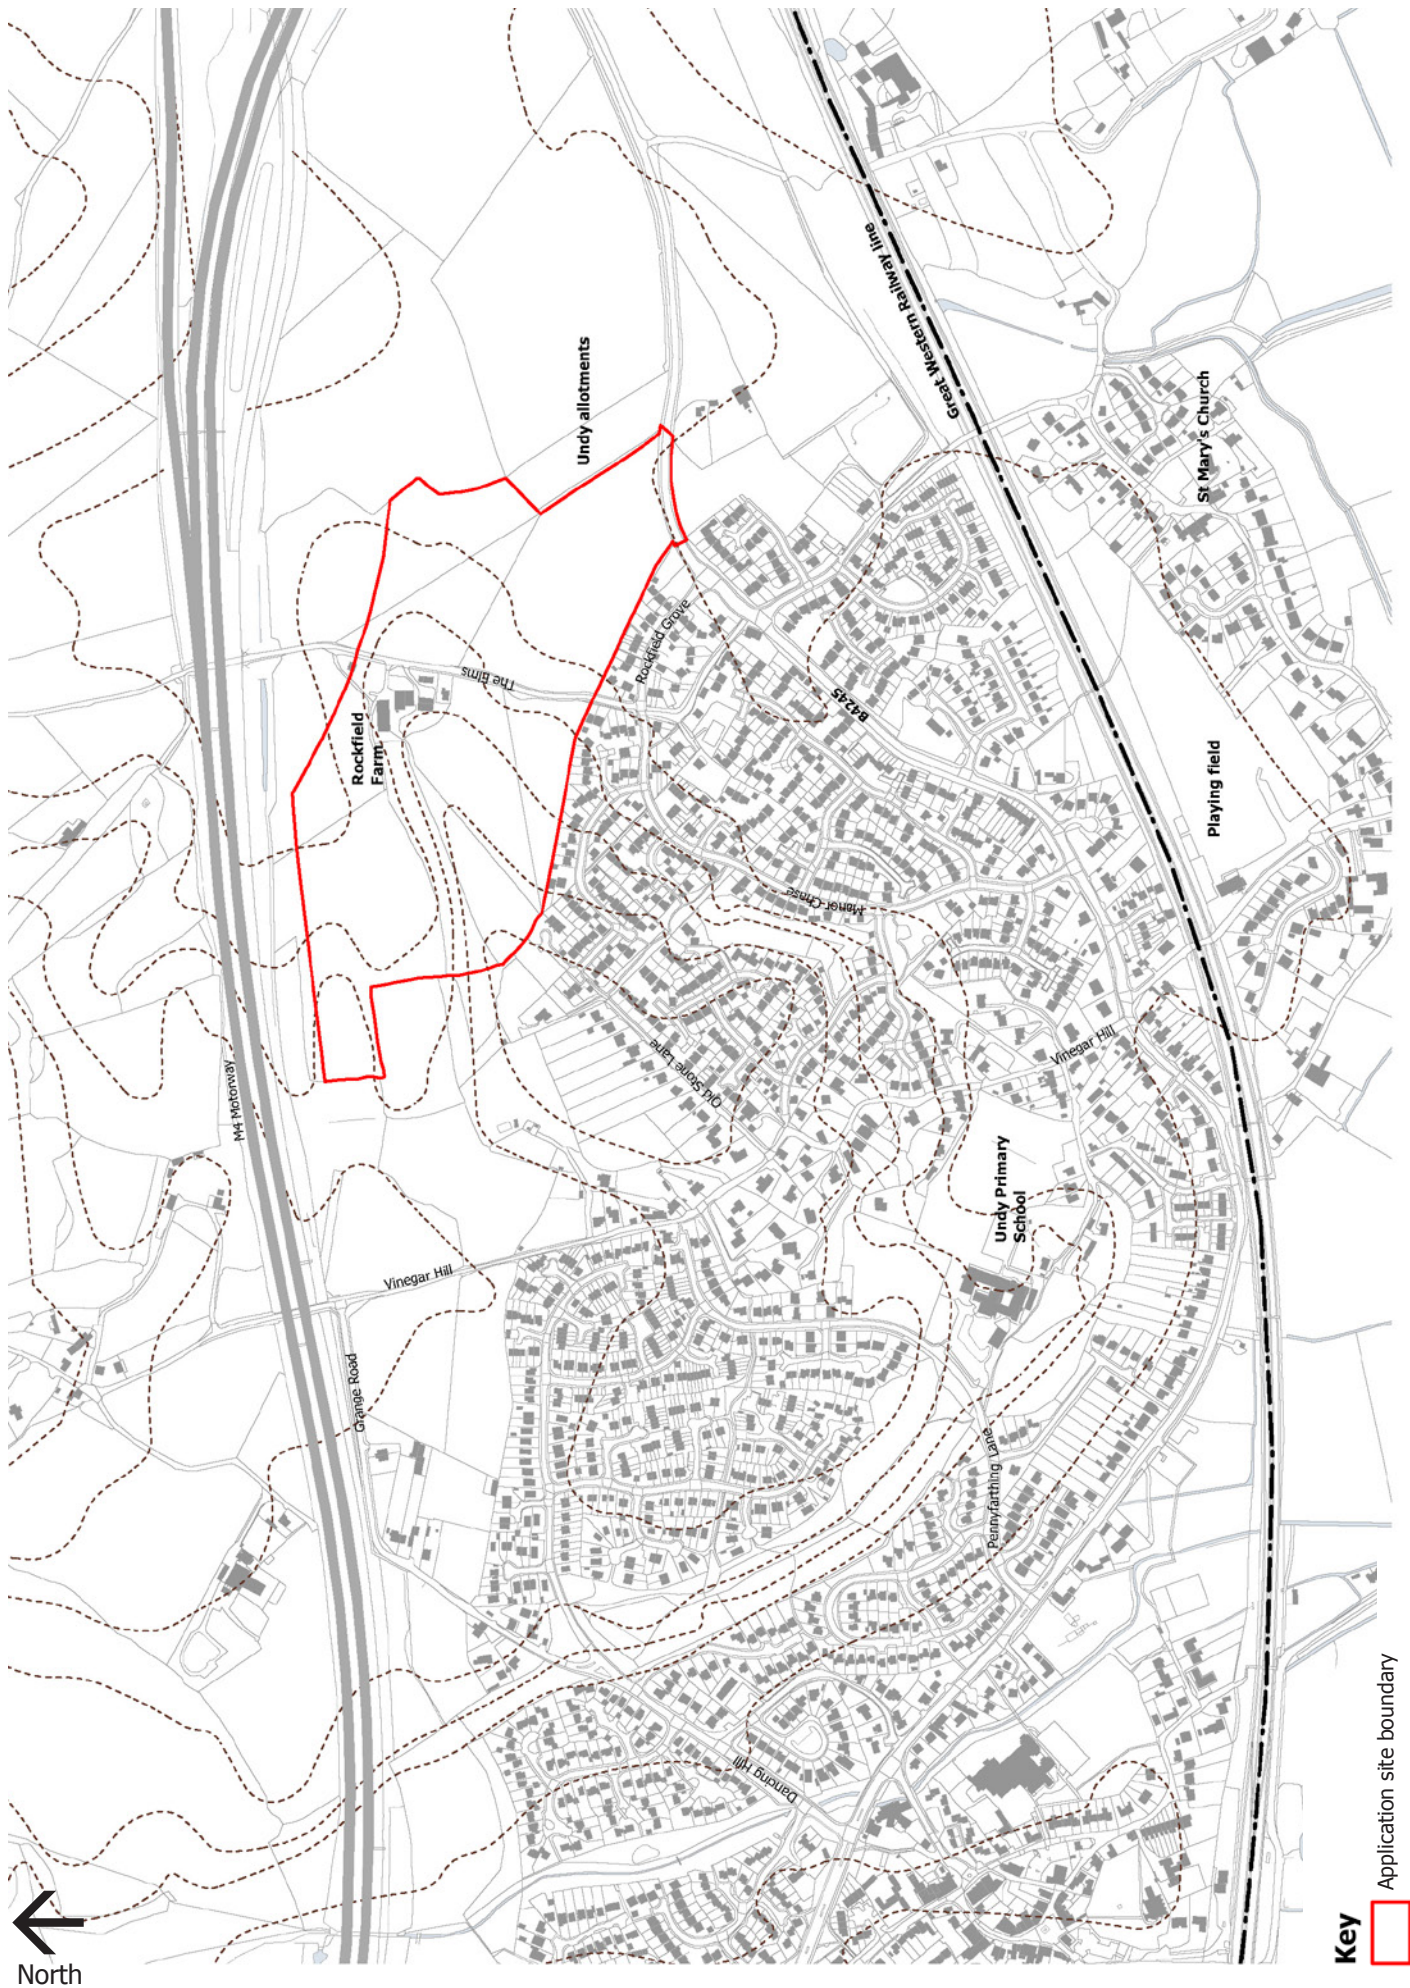 North
M4 Motorway
Grange Road
Vinegar Hill
Rockfield
Farm
The Elms
Undy allotments
Rockfield Grove
Old Stone Lane
Manor Chase
B4245
Great Western Railway line
Vinegar Hill
Undy Primary
School
Pennyfarthing Lane
Dancing Hill
Playing field
St Mary's Church
Key
Application site boundary